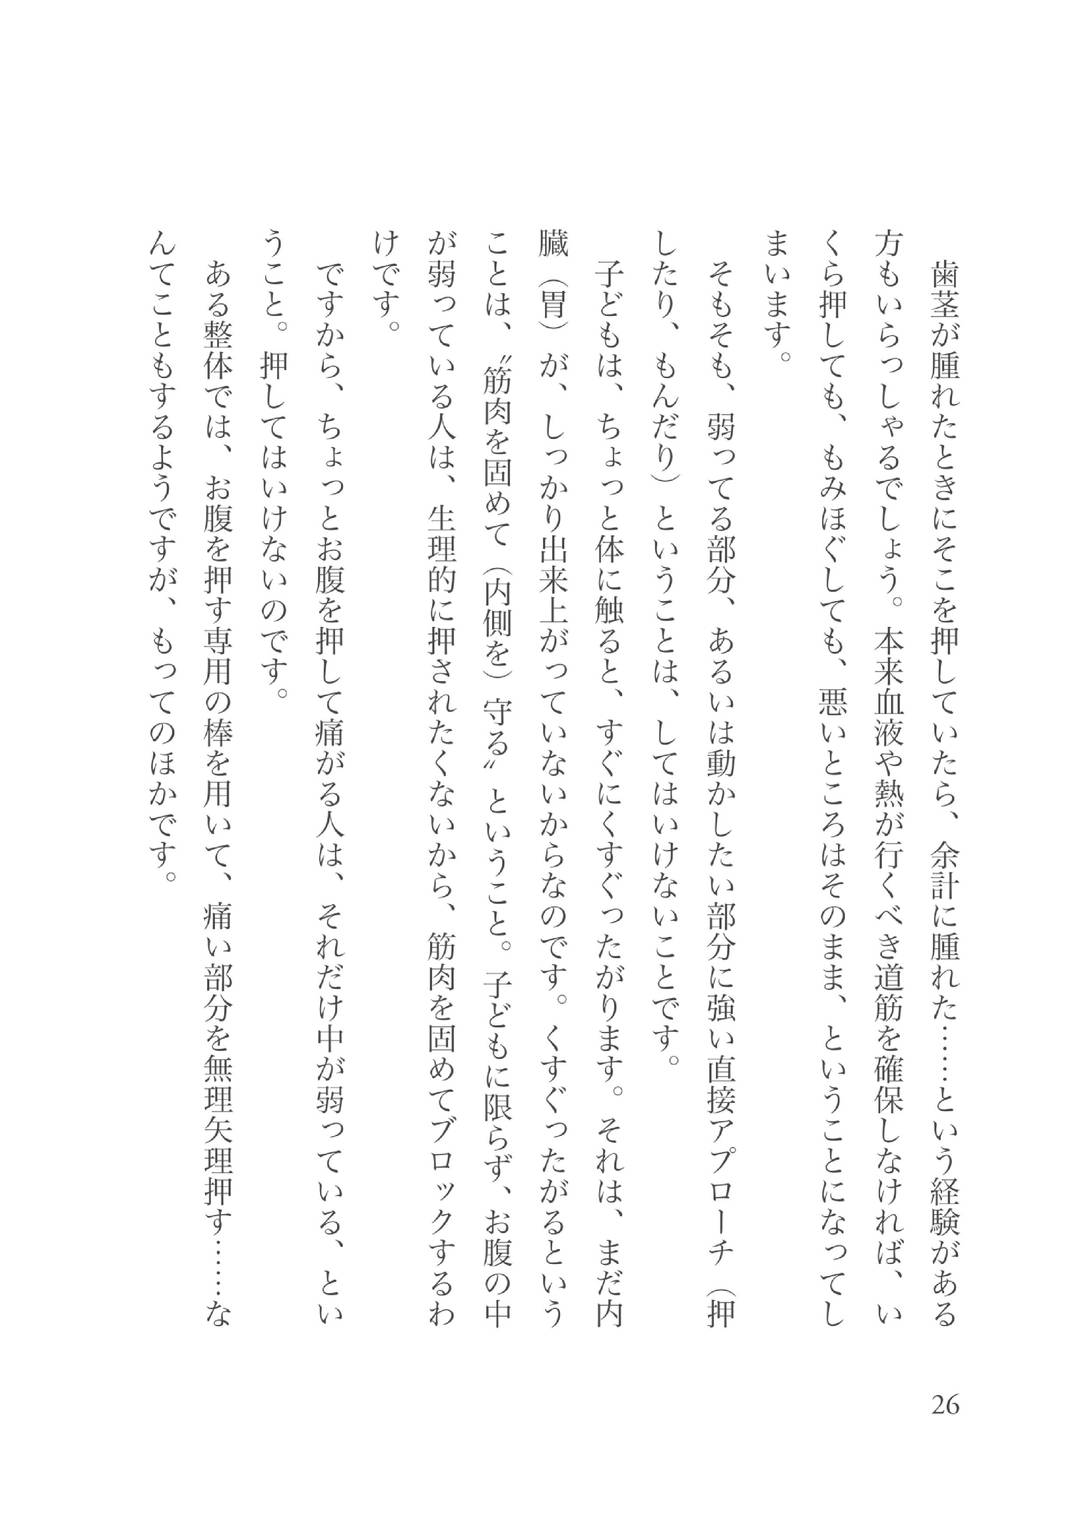 歯茎が腫れたときにそこを押していたら、余計に腫れた……という経験がある
方もいらっしゃるでしょう。本来血液や熱が行くべき道筋を確保しなければ、い
くら押しても、もみほぐしても、悪いところはそのまま、ということになってし
まいます。
そもそも、弱ってる部分、あるいは動かしたい部分に強い直接アプローチ（押
したり、もんだり）ということは、してはいけないことです。
子どもは、ちょっと体に触ると、すぐにくすぐったがります。それは、まだ内
臓（胃）が、しっかり出来上がっていないからなのです。くすぐったがるという
ことは、〝筋肉を固めて（内側を）守る〟ということ。子どもに限らず、お腹の中
が弱っている人は、生理的に押されたくないから、筋肉を固めてブロックするわ
けです。
ですから、ちょっとお腹を押して痛がる人は、それだけ中が弱っている、とい
うこと。押してはいけないのです。
ある整体では、お腹を押す専用の棒を用いて、痛い部分を無理矢理押す……な
んてこともするようですが、もってのほかです。
26